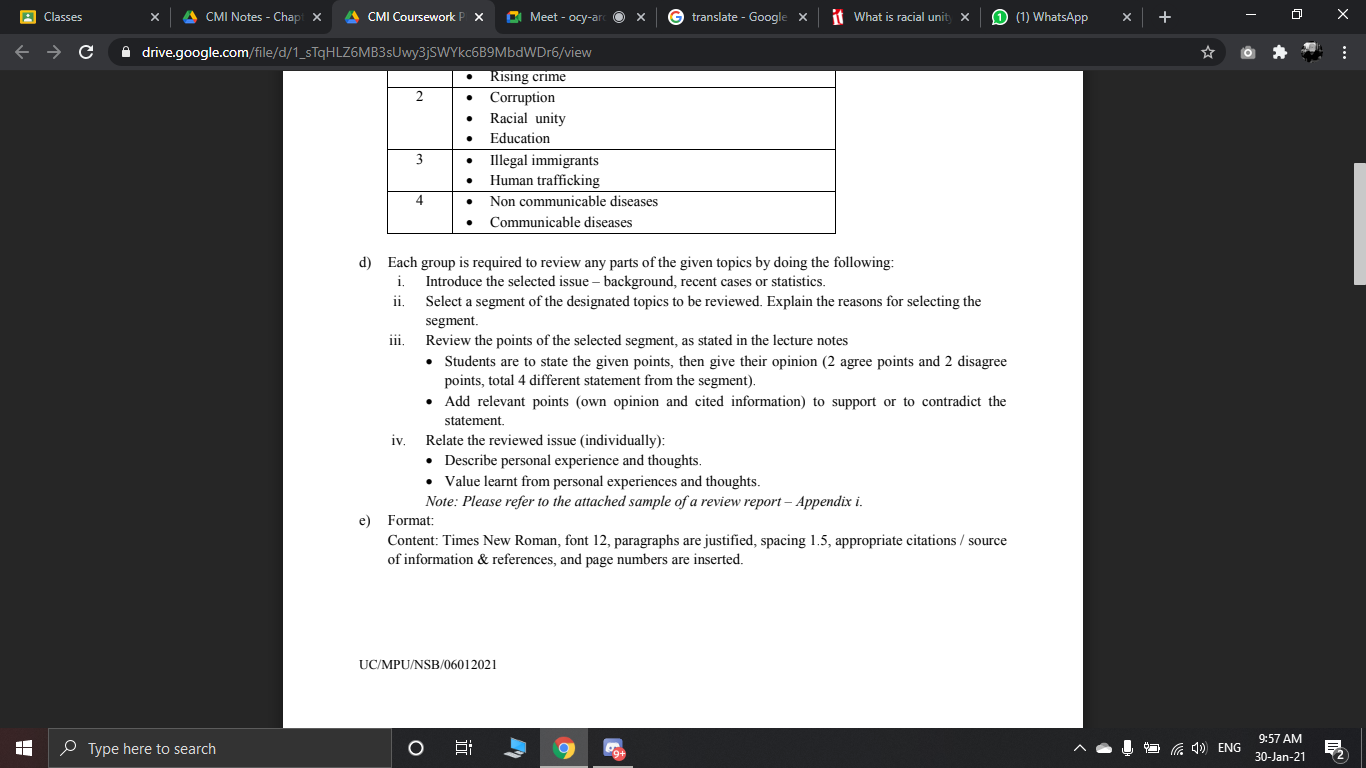 Classes
CMI Notes - Chap
CMI Coursework P
Meet - ocy-arc
translate - Google
What is racial unity
(1) WhatsApp
drive.google.com/file/d/1_sTqHLZ6MB3sUwy3jSWYkc6B9MbdWDr6/view
• Rising crime
2 • Corruption
• Racial unity
• Education
3 • Illegal immigrants
• Human trafficking
4 • Non communicable diseases
• Communicable diseases
d) Each group is required to review any parts of the given topics by doing the following:
i. Introduce the selected issue – background, recent cases or statistics.
ii. Select a segment of the designated topics to be reviewed. Explain the reasons for selecting the
segment.
iii. Review the points of the selected segment, as stated in the lecture notes
• Students are to state the given points, then give their opinion (2 agree points and 2 disagree
points, total 4 different statement from the segment).
• Add relevant points (own opinion and cited information) to support or to contradict the
statement.
iv. Relate the reviewed issue (individually):
• Describe personal experience and thoughts.
• Value learnt from personal experiences and thoughts.
Note: Please refer to the attached sample of a review report – Appendix i.
e) Format:
Content: Times New Roman, font 12, paragraphs are justified, spacing 1.5, appropriate citations / source
of information & references, and page numbers are inserted.
UC/MPU/NSB/06012021
Type here to search
9+
ENG
9:57 AM
30-Jan-21
2